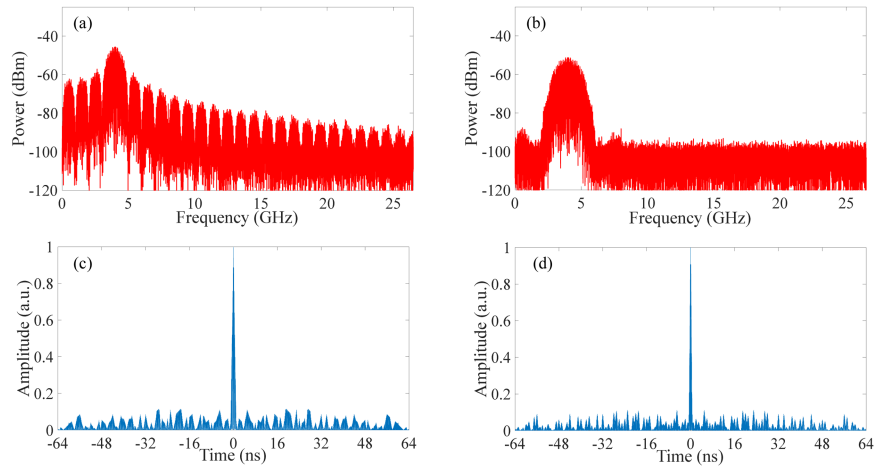 (a)
Power (dBm)
-40
-60
-80
-100
-120
0 5 10 15 20 25
Frequency (GHz)
(b)
Power (dBm)
-40
-60
-80
-100
-120
0 5 10 15 20 25
Frequency (GHz)
(c)
Amplitude (a.u.)
1
0.8
0.6
0.4
0.2
0
-64 -48 -32 -16 0 16 32 48 64
Time (ns)
(d)
Amplitude (a.u.)
1
0.8
0.6
0.4
0.2
0
-64 -48 -32 -16 0 16 32 48 64
Time (ns)